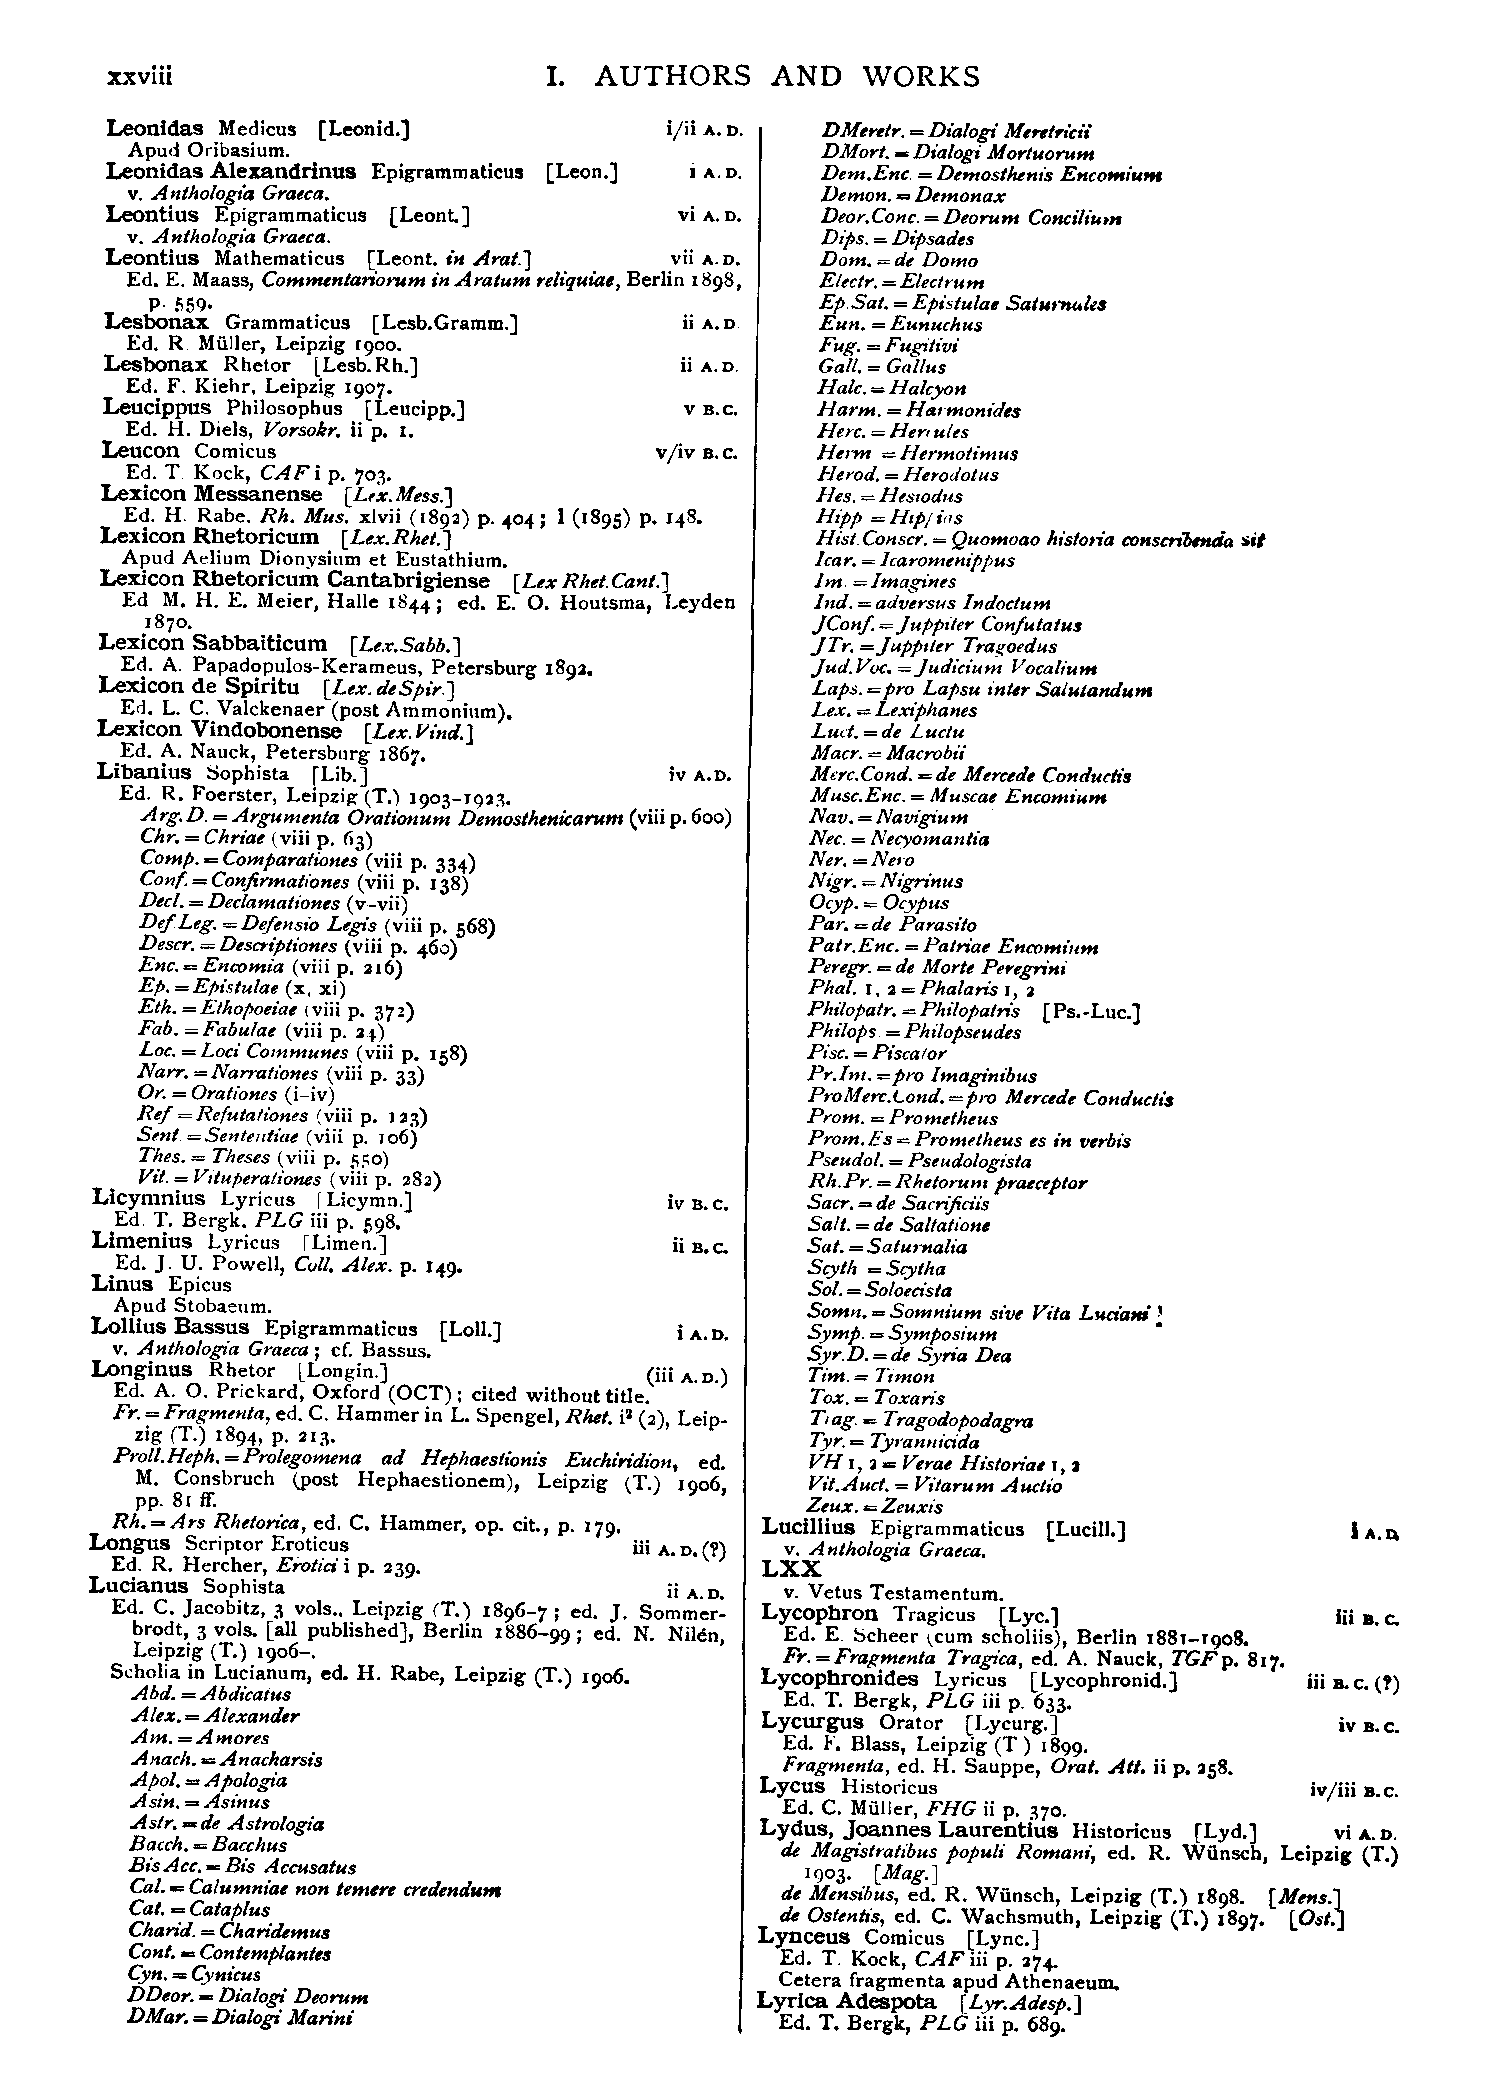 xxviii
I. AUTHORS AND WORKS
Leonidas Medicus [Leonid.] i/ii A.D.
Apud Oribasium.
Leonidas Alexandrinus Epigrammaticus [Leon.] i A.D.
v. Anthologia Graeca.
Leontius Epigrammaticus [Leont.] vi A.D.
v. Anthologia Graeca.
Leontius Mathematicus [Leont. in Arat.] vii A.D.
Ed. E. Maass, Commentariorum in Aratum reliquiae, Berlin 1898,
p. 559.
Lesbonax Grammaticus [Lesb.Gramm.] ii A.D.
Ed. R. Müller, Leipzig 1900.
Lesbonax Rhetor [Lesb.Rh.] ii A.D.
Ed. F. Kiehr, Leipzig 1907.
Leucippus Philosophus [Leucipp.] v B.C.
Ed. H. Diels, Vorsokr. ii p. 1.
Leucon Comicus v/iv B.C.
Ed. T. Kock, CAF i p. 703.
Lexicon Messanense [Lex.Mess.]
Ed. H. Rabe, Rh. Mus. xlvii (1892) p. 404; l (1895) p. 148.
Lexicon Rhetoricum [Lex.Rhet.]
Apud Aelium Dionysium et Eustathium.
Lexicon Rhetoricum Cantabrigiense [Lex Rhet.Cant.]
Ed M. H. E. Meier, Halle 1844; ed. E. O. Houtsma, Leyden
1870.
Lexicon Sabbaiticum [Lex.Sabb.]
Ed. A. Papadopulos-Kerameus, Petersburg 1892.
Lexicon de Spiritu [Lex. de Spir.]
Ed. L. C. Valckenaer (post Ammonium).
Lexicon Vindobonense [Lex.Vind.]
Ed. A. Nauck, Petersburg 1867.
Libanius Sophista [Lib.] iv A.D.
Ed. R. Foerster, Leipzig (T.) 1903-1923.
Arg.D. = Argumenta Orationum Demosthenicarum (viii p. 600)
Chr. = Chriae (viii p. 63)
Comp. = Comparationes (viii p. 334)
Conf. = Confirmationes (viii p. 138)
Decl. = Declamationes (v-vii)
Def.Leg. = Defensio Legis (viii p. 568)
Descr. = Descriptiones (viii p. 460)
Enc. = Encomia (viii p. 216)
Ep. = Epistulae (x, xi)
Eth. = Ethopoeiae (viii p. 372)
Fab. = Fabulae (viii p. 24)
Loc. = Loci Communes (viii p. 158)
Narr. = Narrationes (viii p. 33)
Or. = Orationes (i-iv)
Ref = Refutationes (viii p. 123)
Sent. = Sententiae (viii p. 106)
Thes. = Theses (viii p. 550)
Vit. = Vituperationes (viii p. 282)
Licymnius Lyricus [Licymn.] iv B.C.
Ed. T. Bergk, PLG iii p. 598.
Limenius Lyricus [Limen.] ii B.C.
Ed. J. U. Powell, Coll. Alex. p. 149.
Linus Epicus
Apud Stobaeum.
Lollius Bassus Epigrammaticus [Loll.] i A.D.
v. Anthologia Graeca; cf. Bassus.
Longinus Rhetor [Longin.] (iii A.D.)
Ed. A. O. Prickard, Oxford (OCT); cited without title.
Fr. = Fragmenta, ed. C. Hammer in L. Spengel, Rhet. i² (2), Leip-
zig (T.) 1894, p. 213.
Proll.Heph. = Prolegomena ad Hephaestionis Euchiridion, ed.
M. Consbruch (post Hephaestionem), Leipzig (T.) 1906,
pp. 81 ff.
Rh. = Ars Rhetorica, ed. C. Hammer, op. cit., p. 179.
Longus Scriptor Eroticus iii A.D. (?)
Ed. R. Hercher, Erotici i p. 239.
Lucianus Sophista ii A.D.
Ed. C. Jacobitz, 3 vols., Leipzig (T.) 1896-7; ed. J. Sommer-
brodt, 3 vols. [all published], Berlin 1886-99; ed. N. Nilén,
Leipzig (T.) 1906-.
Scholia in Lucianum, ed. H. Rabe, Leipzig (T.) 1906.
Abd. = Abdicatus
Alex. = Alexander
Am. = Amores
Anach. = Anacharsis
Apol. = Apologia
Asin. = Asinus
Astr. = de Astrologia
Bacch. = Bacchus
Bis Acc. = Bis Accusatus
Cal. = Calumniae non temere credendum
Cat. = Cataplus
Charid. = Charidemus
Cont. = Contemplantes
Cyn. = Cynicus
DDeor. = Dialogi Deorum
DMar. = Dialogi Marini
DMeretr. = Dialogi Meretricii
DMort. = Dialogi Mortuorum
Dem.Enc. = Demosthenis Encomium
Demon. = Demonax
Deor.Conc. = Deorum Concilium
Dips. = Dipsades
Dom. = de Domo
Electr. = Electrum
Ep.Sat. = Epistulae Saturnales
Eun. = Eunuchus
Fug. = Fugitivi
Gall. = Gallus
Halc. = Halcyon
Harm. = Harmonides
Herc. = Hercules
Herm = Hermotimus
Herod. = Herodotus
Hes. = Hesiodus
Hipp = Hippias
Hist.Conscr. = Quomodo historia conscribenda sit
Icar. = Icaromenippus
Im. = Imagines
Ind. = adversus Indoctum
JConf. = Juppiter Confutatus
JTr. = Juppiter Tragoedus
Jud.Voc. = Judicium Vocalium
Laps. = pro Lapsu inter Salutandum
Lex. = Lexiphanes
Luct. = de Luctu
Macr. = Macrobii
Merc.Cond. = de Mercede Conductis
Musc.Enc. = Muscae Encomium
Nav. = Navigium
Nec. = Necyomantia
Ner. = Nero
Nigr. = Nigrinus
Ocyp. = Ocypus
Par. = de Parasito
Patr.Enc. = Patriae Encomium
Peregr. = de Morte Peregrini
Phal. 1, 2 = Phalaris 1, 2
Philopatr. = Philopatris [Ps.-Luc.]
Philops. = Philopseudes
Pisc. = Piscator
Pr.Im. = pro Imaginibus
ProMerc.Cond. = pro Mercede Conductis
Prom. = Prometheus
Prom.Es = Prometheus es in verbis
Pseudol. = Pseudologista
Rh.Pr. = Rhetorum praeceptor
Sacr. = de Sacrificiis
Salt. = de Saltatione
Sat. = Saturnalia
Scyth = Scytha
Sol. = Soloecista
Somn. = Somnium sive Vita Luciani
Symp. = Symposium
Syr.D. = de Syria Dea
Tim. = Timon
Tox. = Toxaris
Trag. = Tragodopodagra
Tyr. = Tyrannicida
VH 1, 2 = Verae Historiae 1, 2
Vit.Auct. = Vitarum Auctio
Zeux. = Zeuxis
Lucillius Epigrammaticus [Lucill.] i A.D.
v. Anthologia Graeca.
LXX
v. Vetus Testamentum.
Lycophron Tragicus [Lyc.] iii B.C.
Ed. E. Scheer (cum scholiis), Berlin 1881-1908.
Fr. = Fragmenta Tragica, ed. A. Nauck, TGF p. 817.
Lycophronides Lyricus [Lycophronid.] iii B.C. (?)
Ed. T. Bergk, PLG iii p. 633.
Lycurgus Orator [Lycurg.] iv B.C.
Ed. F. Blass, Leipzig (T.) 1899.
Fragmenta, ed. H. Sauppe, Orat. Att. ii p. 258.
Lycus Historicus iv/iii B.C.
Ed. C. Müller, FHG ii p. 370.
Lydus, Joannes Laurentius Historicus [Lyd.] vi A.D.
de Magistratibus populi Romani, ed. R. Wünsch, Leipzig (T.)
1903. [Mag.]
de Mensibus, ed. R. Wünsch, Leipzig (T.) 1898. [Mens.]
de Ostentis, ed. C. Wachsmuth, Leipzig (T.) 1897. [Ost.]
Lynceus Comicus [Lync.]
Ed. T. Kock, CAF iii p. 274.
Cetera fragmenta apud Athenaeum.
Lyrica Adespota [Lyr.Adesp.]
Ed. T. Bergk, PLG iii p. 689.